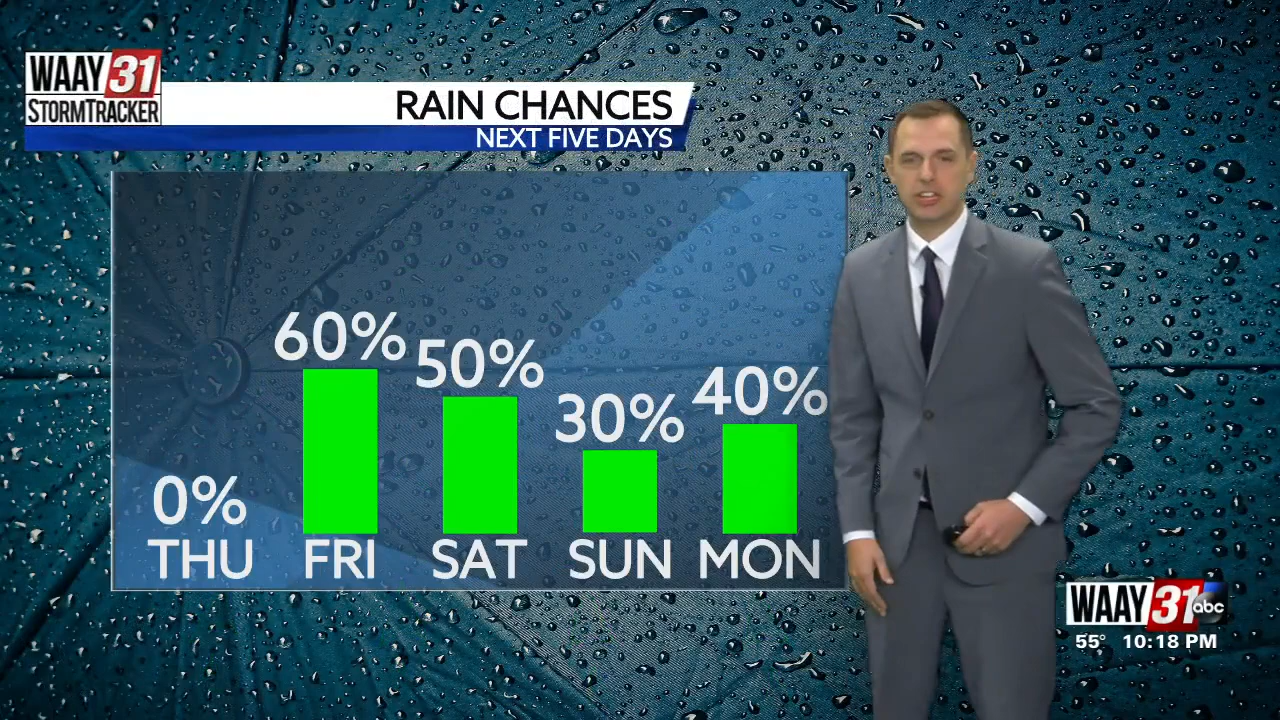 WAAY 31
STORMTRACKER
RAIN CHANCES
NEXT FIVE DAYS
60%
50%
40%
30%
0%
THU FRI SAT SUN MON
WAAY 31 abc
55° 10:18 PM